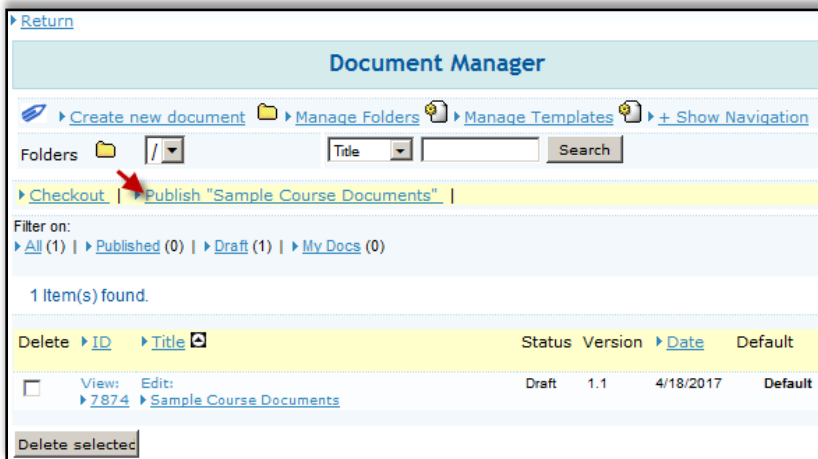 Return
Document Manager
Create new document Manage Folders Manage Templates + Show Navigation
Folders / Title Search
Checkout | Publish "Sample Course Documents" |
Filter on:
All (1) | Published (0) | Draft (1) | My Docs (0)
1 Item(s) found.
Delete ID Title Status Version Date Default
View: Edit: Draft 1.1 4/18/2017 Default
7874 Sample Course Documents
Delete selected